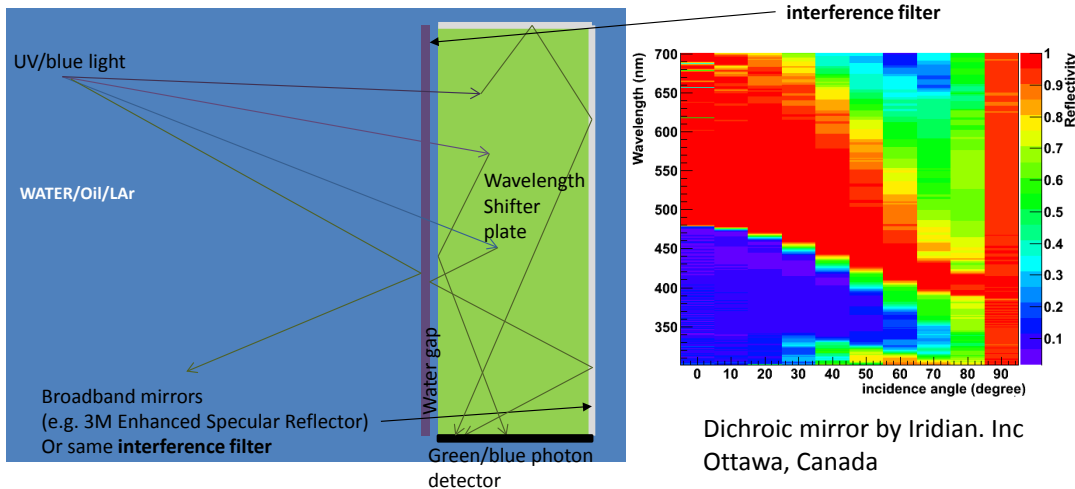 interference filter
UV/blue light
WATER/Oil/LAr
Wavelength
Shifter
plate
Water gap
Broadband mirrors
(e.g. 3M Enhanced Specular Reflector)
Or same interference filter
Green/blue photon
detector
Wavelength (nm)
700
650
600
550
500
450
400
350
0 10 20 30 40 50 60 70 80 90
incidence angle (degree)
Reflectivity
1
0.9
0.8
0.7
0.6
0.5
0.4
0.3
0.2
0.1
Dichroic mirror by Iridian. Inc
Ottawa, Canada